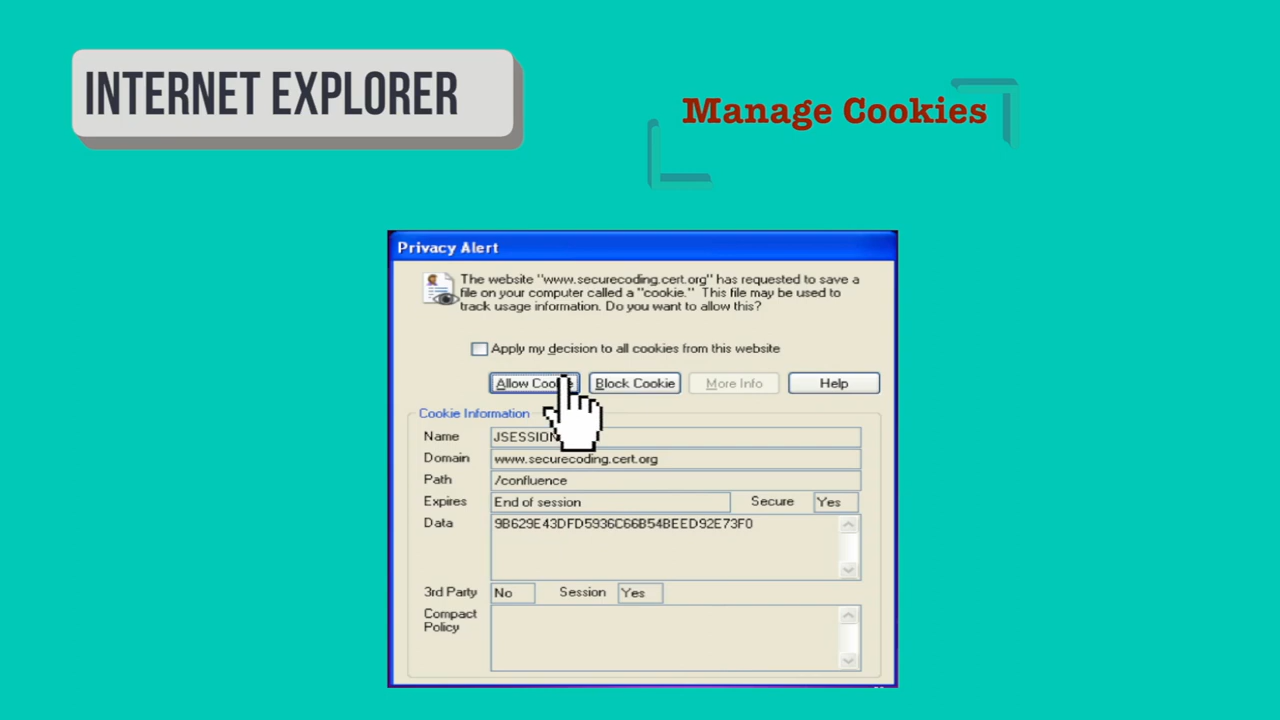 INTERNET EXPLORER
Manage Cookies
Privacy Alert
The website "www.securecoding.cert.org" has requested to save a
file on your computer called a "cookie." This file may be used to
track usage information. Do you want to allow this?
Apply my decision to all cookies from this website
Allow Block Cookie More Info Help
Cookie Information
Name
Domain www.securecoding.cert.org
Path /confluence
Expires End of session Secure Yes
Data 9B629E43DFD5936C66B54BEED92E73F0
3rd Party No Session Yes
Compact
Policy